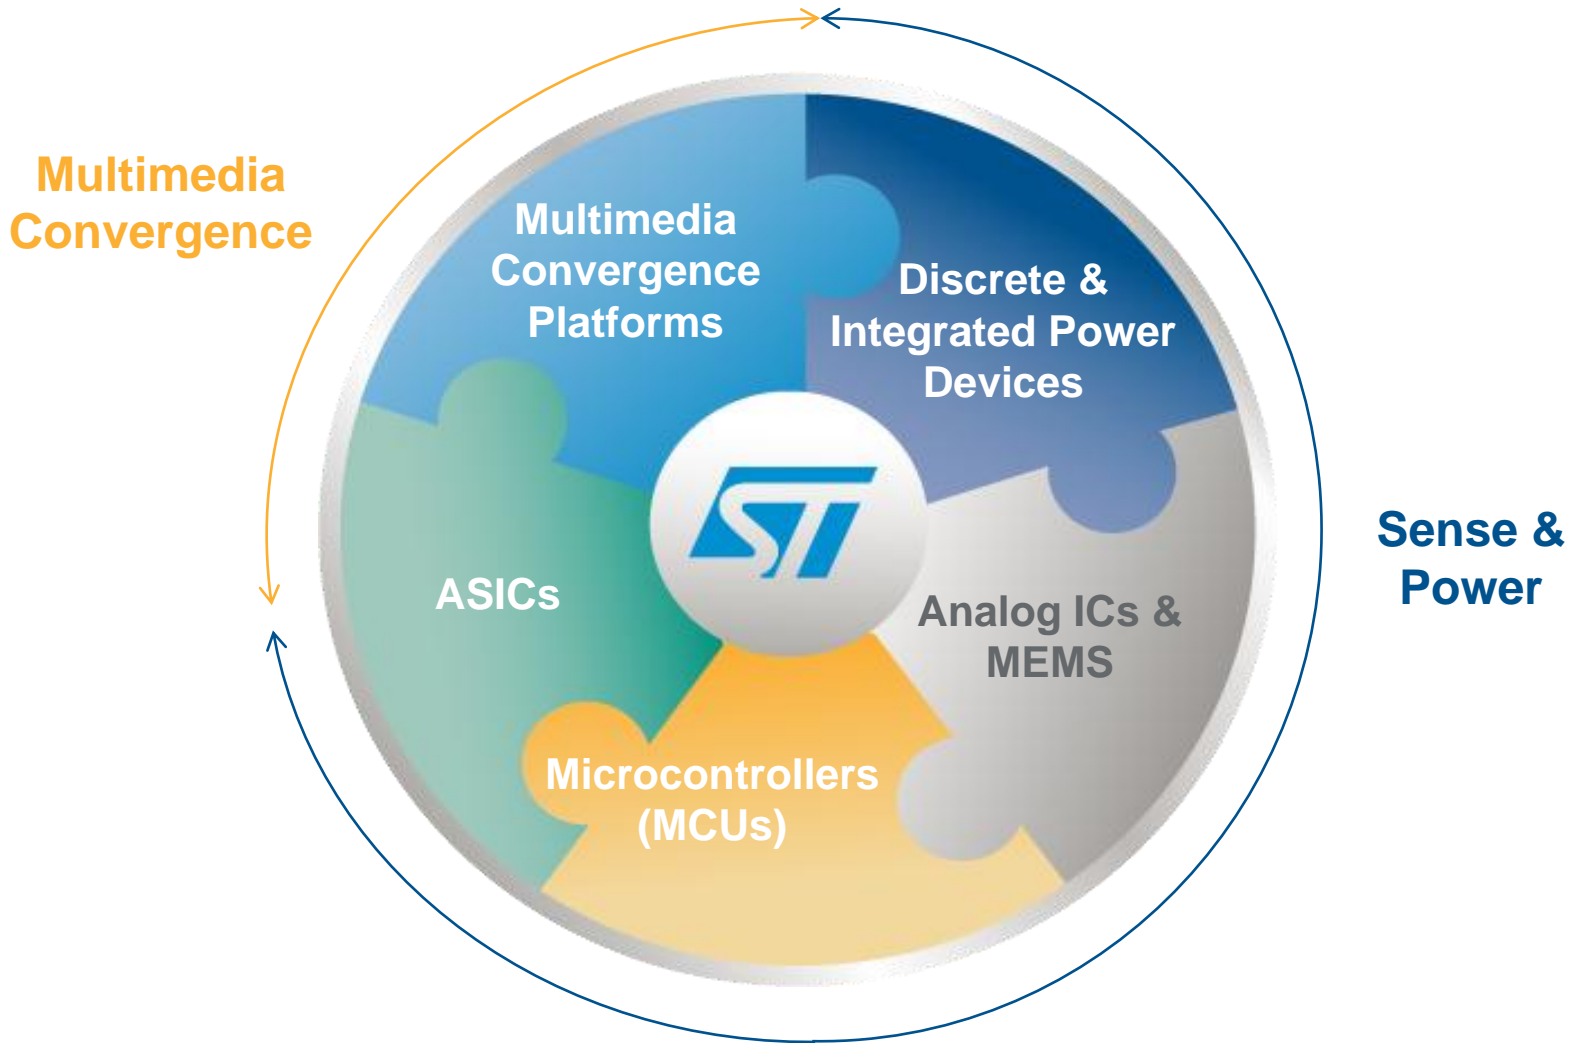 Multimedia
Convergence
Multimedia
Convergence
Platforms
Discrete &
Integrated Power
Devices
ST
Sense &
Power
ASICs
Analog ICs &
MEMS
Microcontrollers
(MCUs)